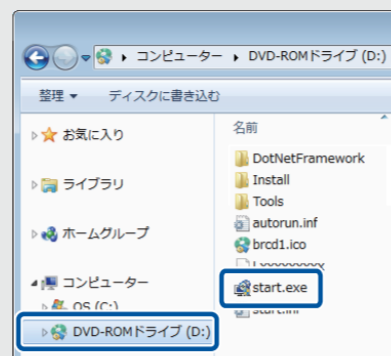 コンピューター ▸ DVD-ROMドライブ (D:)
整理 ▼ ディスクに書き込む
名前
お気に入り
DotNetFramework
Install
ライブラリ
Tools
autorun.inf
ホームグループ
brcd1.ico
コンピューター
start.exe
OS (C:)
start.ini
DVD-ROMドライブ (D:)